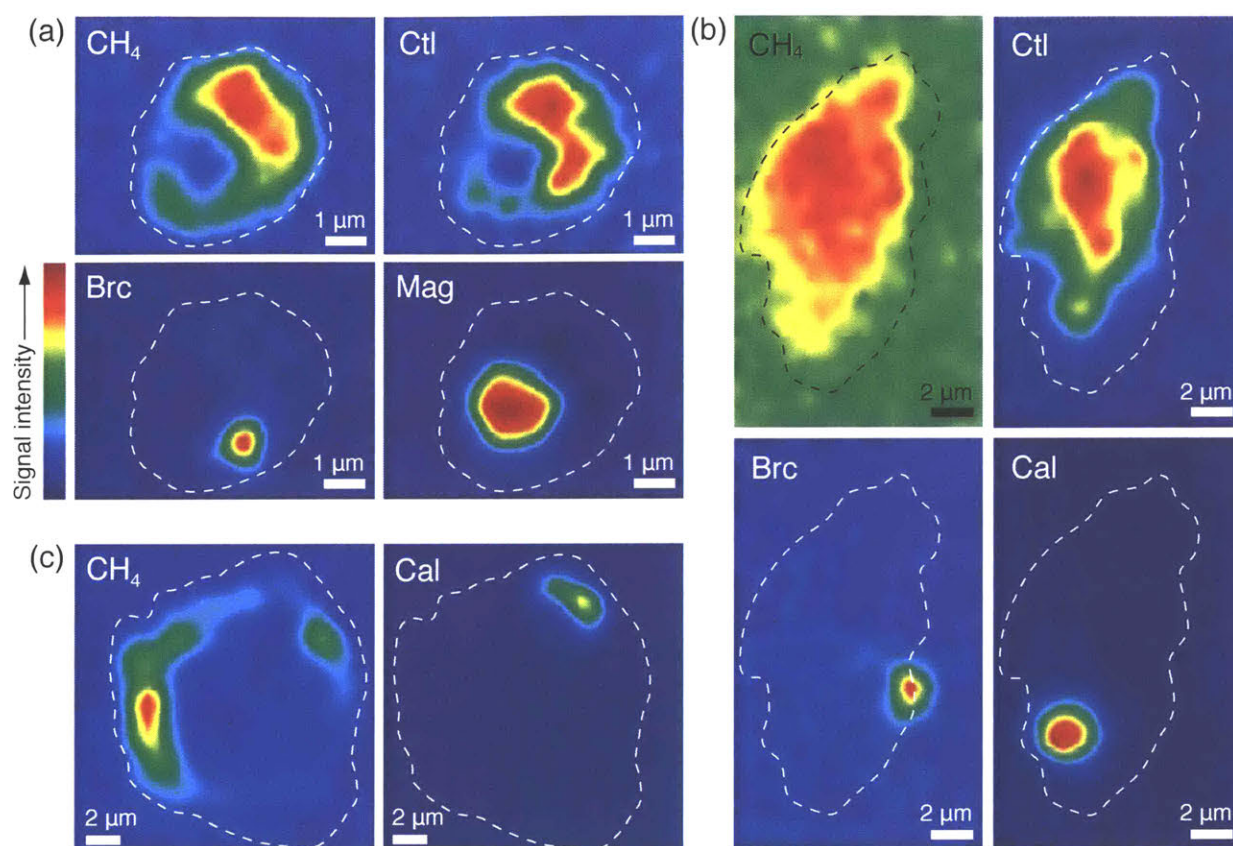 (a)
CH₄
Ctl
1 µm
1 µm
Brc
Mag
1 µm
1 µm
Signal intensity
(b)
CH₄
Ctl
2 µm
2 µm
Brc
Cal
2 µm
2 µm
(c)
CH₄
Cal
2 µm
2 µm